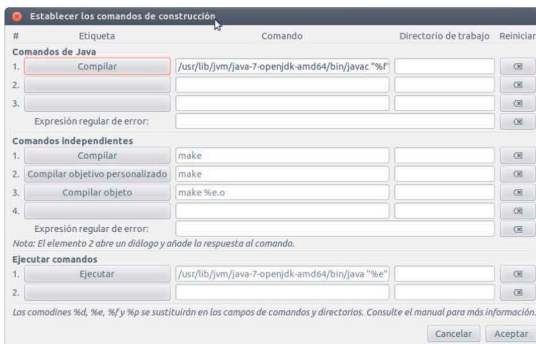 Establecer los comandos de construcción
# Etiqueta Comando Directorio de trabajo Reiniciar
Comandos de Java
1. Compilar /usr/lib/jvm/java-7-openjdk-amd64/bin/javac "%f"
2.
3.
Expresión regular de error:
Comandos independientes
1. Compilar make
2. Compilar objetivo personalizado make
3. Compilar objeto make %e.o
4.
Expresión regular de error:
Nota: El elemento 2 abre un diálogo y añade la respuesta al comando.
Ejecutar comandos
1. Ejecutar /usr/lib/jvm/java-7-openjdk-amd64/bin/java "%e"
2.
Los comodines %d, %e, %f y %p se sustituirán en los campos de comandos y directorios. Consulte el manual para más información.
Cancelar Aceptar